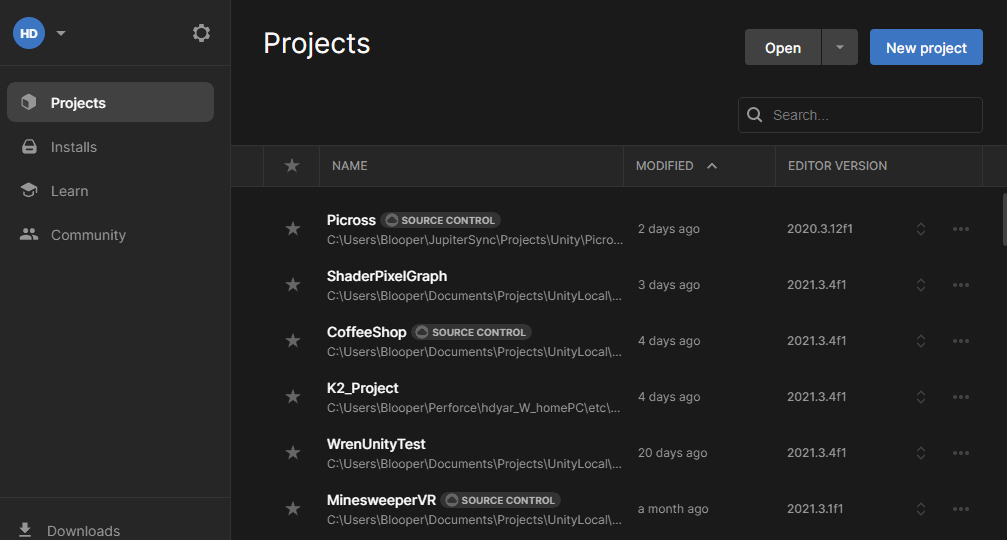 HD
Projects
Installs
Learn
Community
Downloads
Projects
Open
New project
Search...
NAME MODIFIED EDITOR VERSION
Picross SOURCE CONTROL
C:\Users\Blooper\JupiterSync\Projects\Unity\Picro...
2 days ago 2020.3.12f1
ShaderPixelGraph
C:\Users\Blooper\Documents\Projects\UnityLocal\...
3 days ago 2021.3.4f1
CoffeeShop SOURCE CONTROL
C:\Users\Blooper\Documents\Projects\UnityLocal\...
4 days ago 2021.3.4f1
K2_Project
C:\Users\Blooper\Perforce\hdyar_W_homePC\etc\...
4 days ago 2021.3.4f1
WrenUnityTest
C:\Users\Blooper\Documents\Projects\UnityLocal\...
20 days ago 2021.3.4f1
MinesweeperVR SOURCE CONTROL
C:\Users\Blooper\Documents\Projects\UnityLocal\...
a month ago 2021.3.1f1